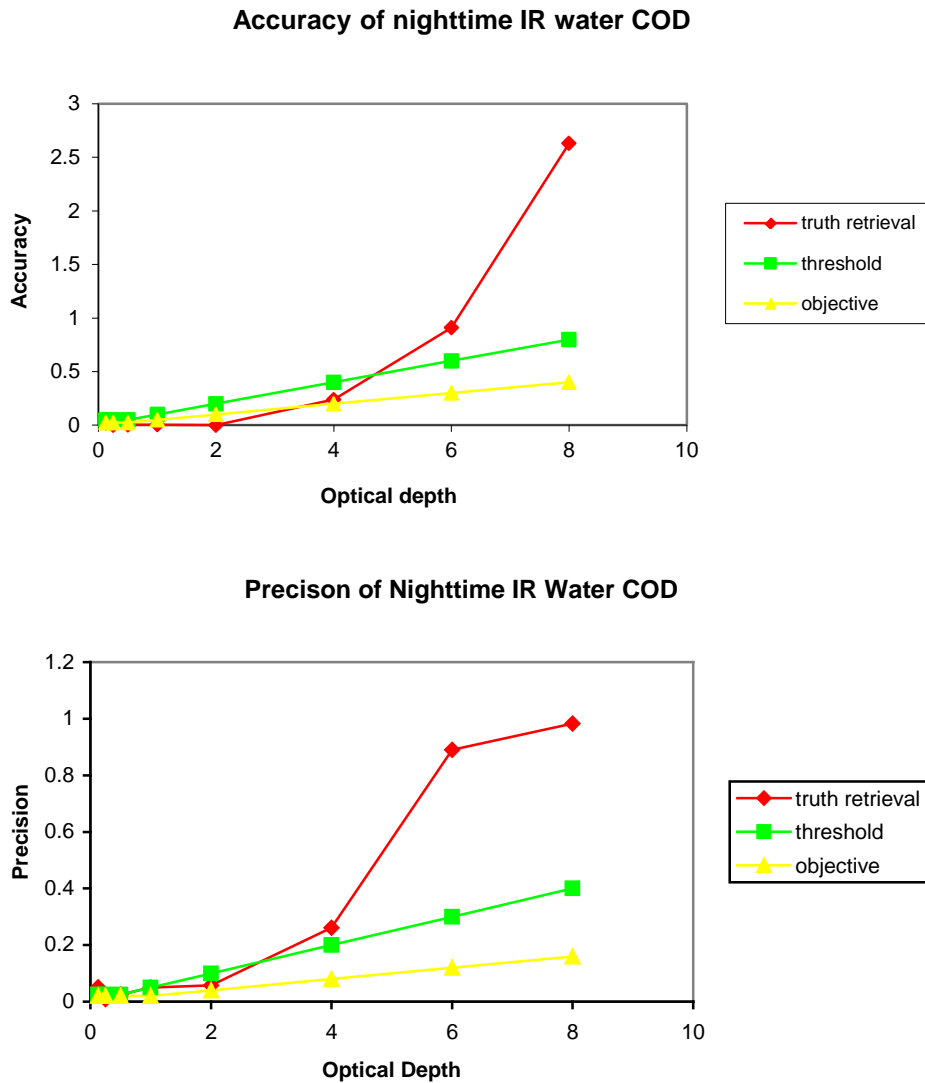 Accuracy of nighttime IR water COD
3
2.5
2
1.5
1
0.5
0
0 2 4 6 8 10
Accuracy
Optical depth
truth retrieval
threshold
objective
Precison of Nighttime IR Water COD
1.2
1
0.8
0.6
0.4
0.2
0
0 2 4 6 8 10
Precision
Optical Depth
truth retrieval
threshold
objective